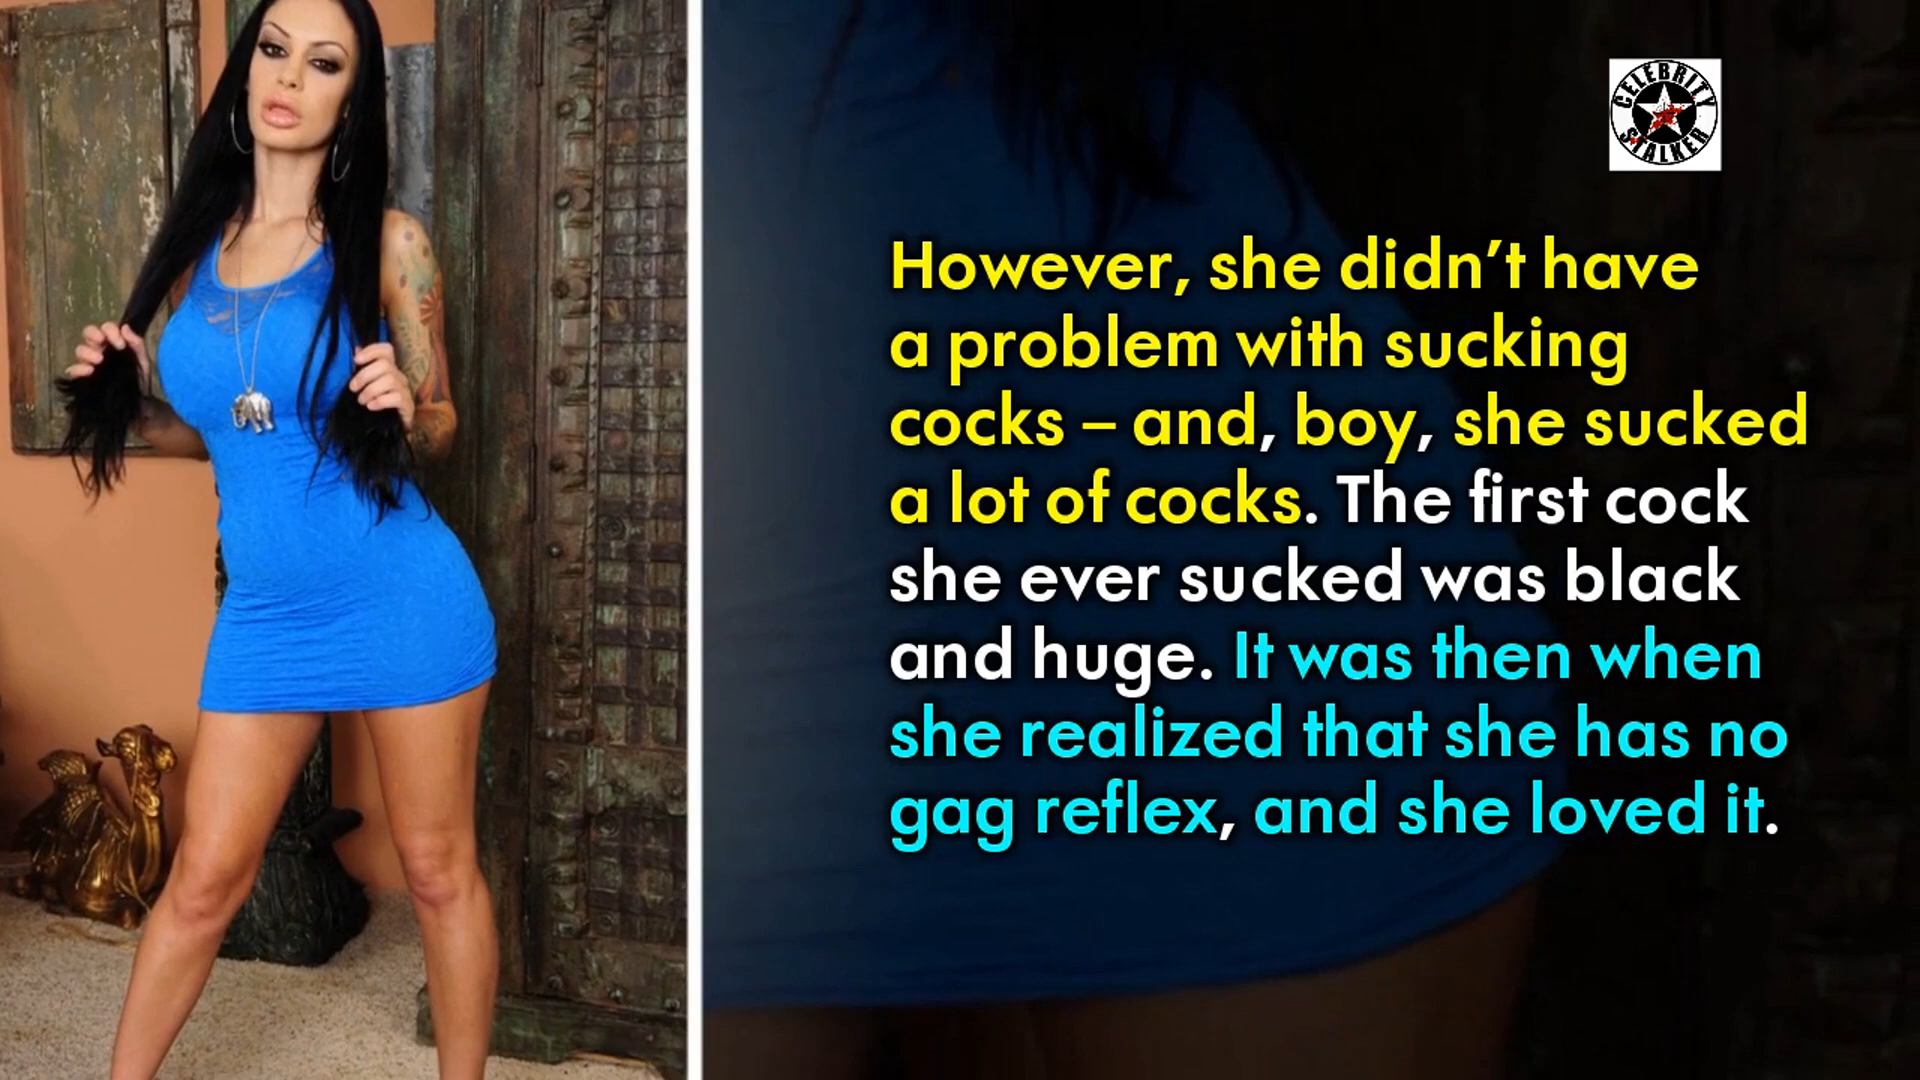 CELEBRITY
STALKER
However, she didn’t have
a problem with sucking
cocks – and, boy, she sucked
a lot of cocks. The first cock
she ever sucked was black
and huge. It was then when
she realized that she has no
gag reflex, and she loved it.